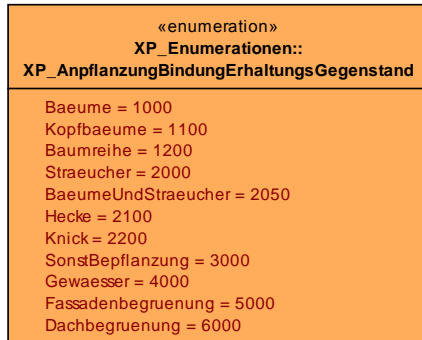 «enumeration»
XP_Enumerationen::
XP_AnpflanzungBindungErhaltungsGegenstand
Baeume = 1000
Kopfbaeume = 1100
Baumreihe = 1200
Straeucher = 2000
BaeumeUndStraeucher = 2050
Hecke = 2100
Knick = 2200
SonstBepflanzung = 3000
Gewaesser = 4000
Fassadenbegruenung = 5000
Dachbegruenung = 6000